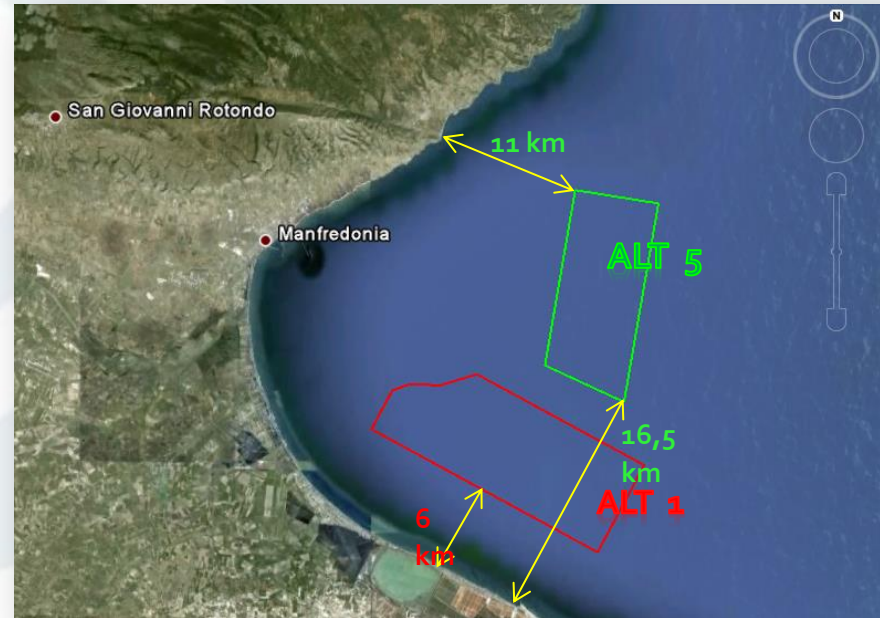 N
San Giovanni Rotondo
11 km
Manfredonia
ALT 5
16,5
km
ALT 1
6
km